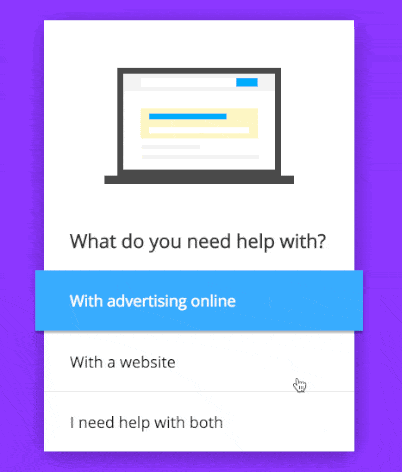 What do you need help with?
With advertising online
With a website
I need help with both